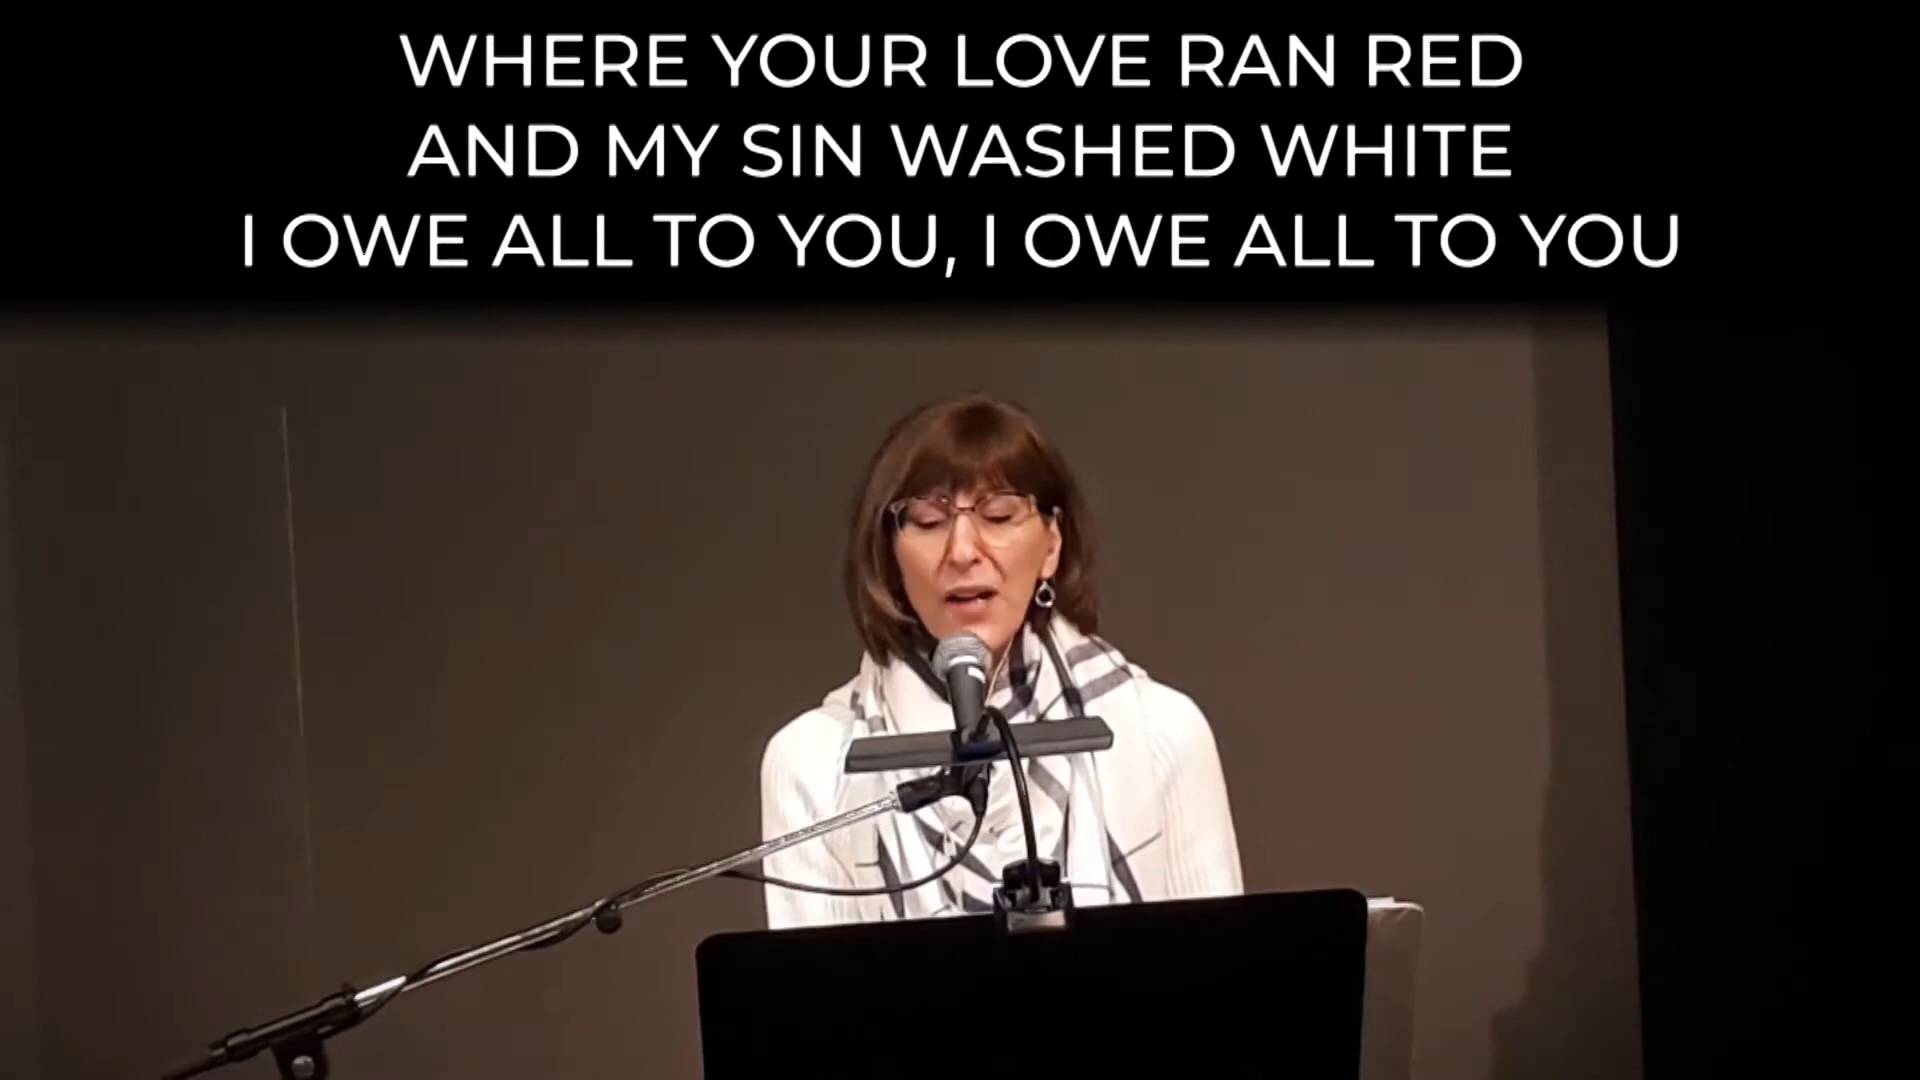 WHERE YOUR LOVE RAN RED
AND MY SIN WASHED WHITE
I OWE ALL TO YOU, I OWE ALL TO YOU